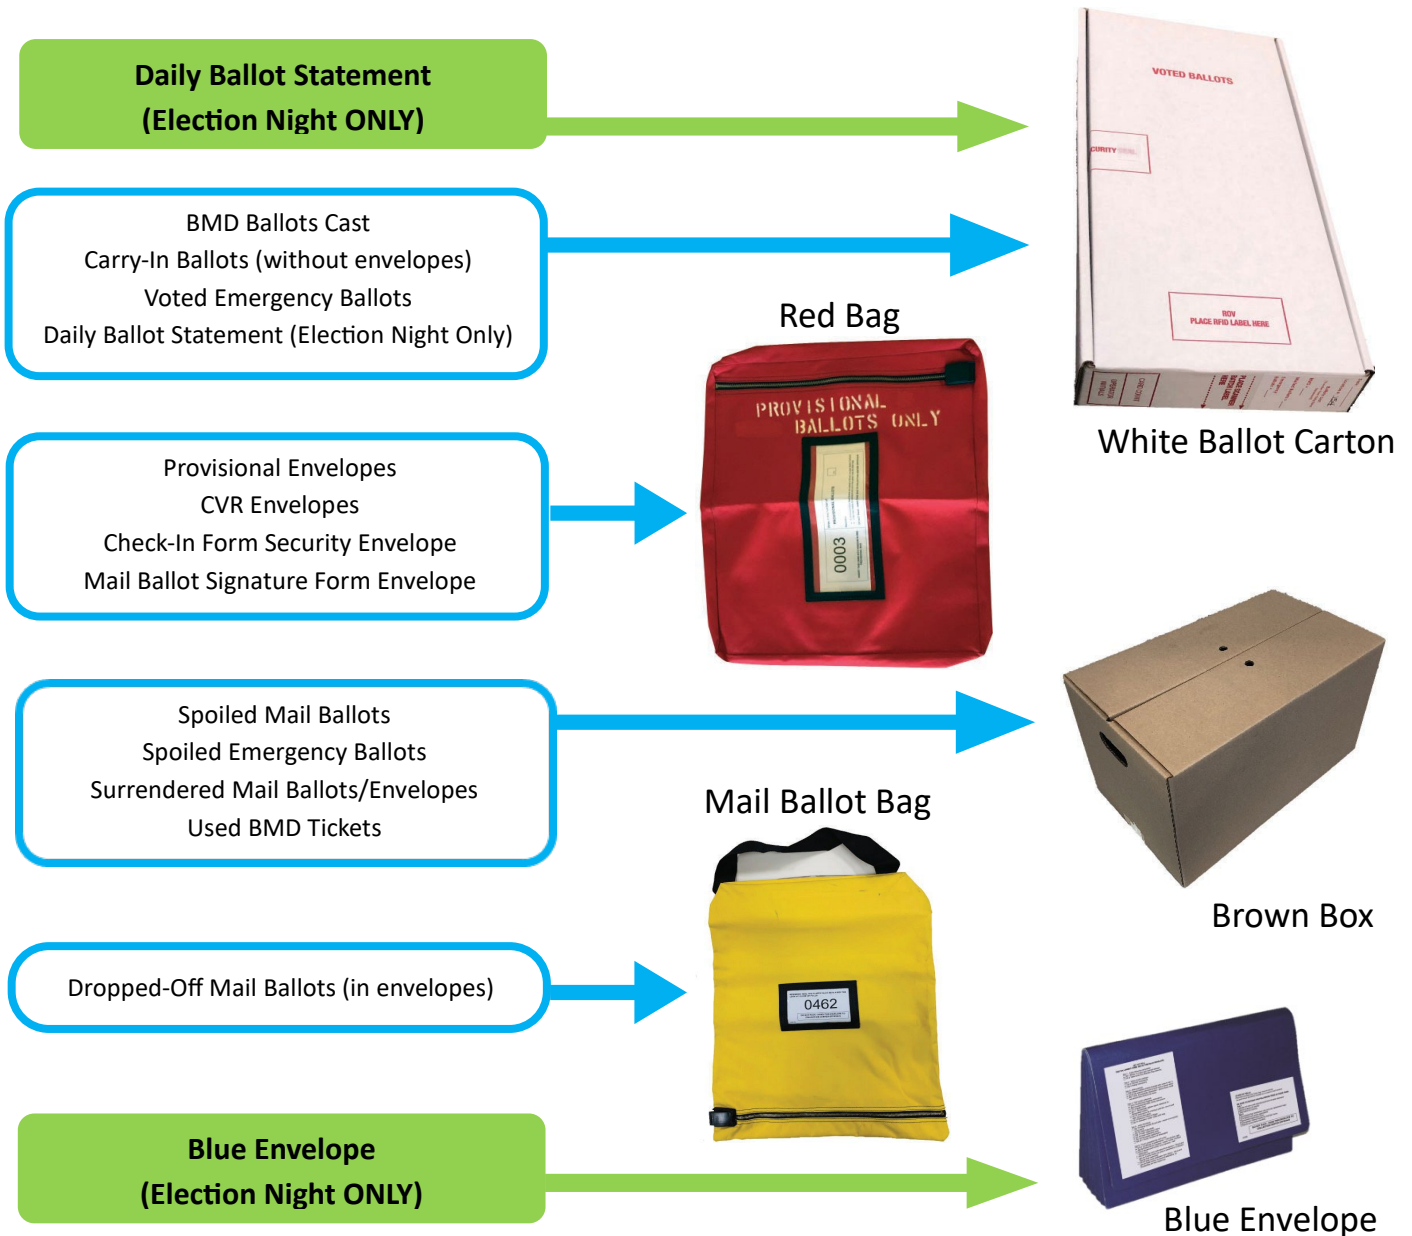 Daily Ballot Statement
(Election Night ONLY)
VOTED BALLOTS
CURITY
ROV
PLACE RFID LABEL HERE
White Ballot Carton
BMD Ballots Cast
Carry-In Ballots (without envelopes)
Voted Emergency Ballots
Daily Ballot Statement (Election Night Only)
Red Bag
PROVISIONAL
BALLOTS ONLY
0003
Provisional Envelopes
CVR Envelopes
Check-In Form Security Envelope
Mail Ballot Signature Form Envelope
Spoiled Mail Ballots
Spoiled Emergency Ballots
Surrendered Mail Ballots/Envelopes
Used BMD Tickets
Brown Box
Mail Ballot Bag
0462
Dropped-Off Mail Ballots (in envelopes)
Blue Envelope
(Election Night ONLY)
Blue Envelope